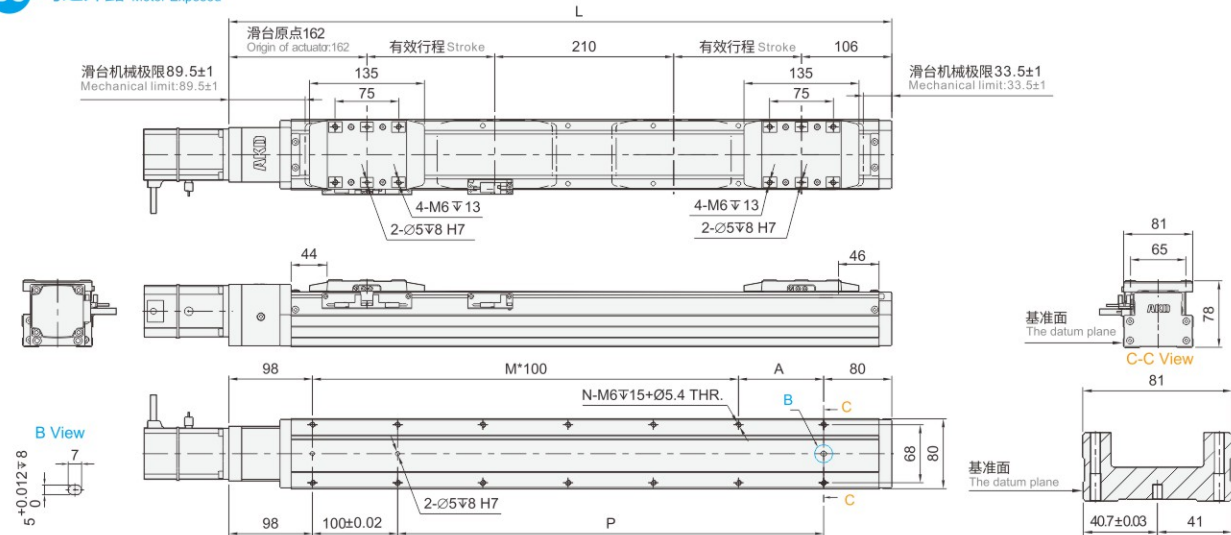 Motor Exposed
L
滑台原点162
Origin of actuator:162
有效行程 Stroke
210
有效行程 Stroke
106
滑台机械极限89.5±1
Mechanical limit:89.5±1
135
135
滑台机械极限33.5±1
Mechanical limit:33.5±1
75
75
AKD
4-M6↧13
2-∅5↧8 H7
4-M6↧13
2-∅5↧8 H7
81
65
44
46
AKD
78
基准面
The datum plane
C-C View
98
M*100
A
80
81
N-M6↧15+Ø5.4 THR.
B
C
B View
7
5 +0.012 0 ↧8
68
80
基准面
The datum plane
2-∅5↧8 H7
C
98
100±0.02
P
40.7±0.03
41